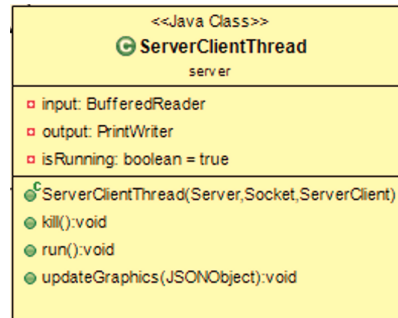 <<Java Class>>
ServerClientThread
server
input: BufferedReader
output: PrintWriter
isRunning: boolean = true
ServerClientThread(Server,Socket,ServerClient)
kill():void
run():void
updateGraphics(JSONObject):void